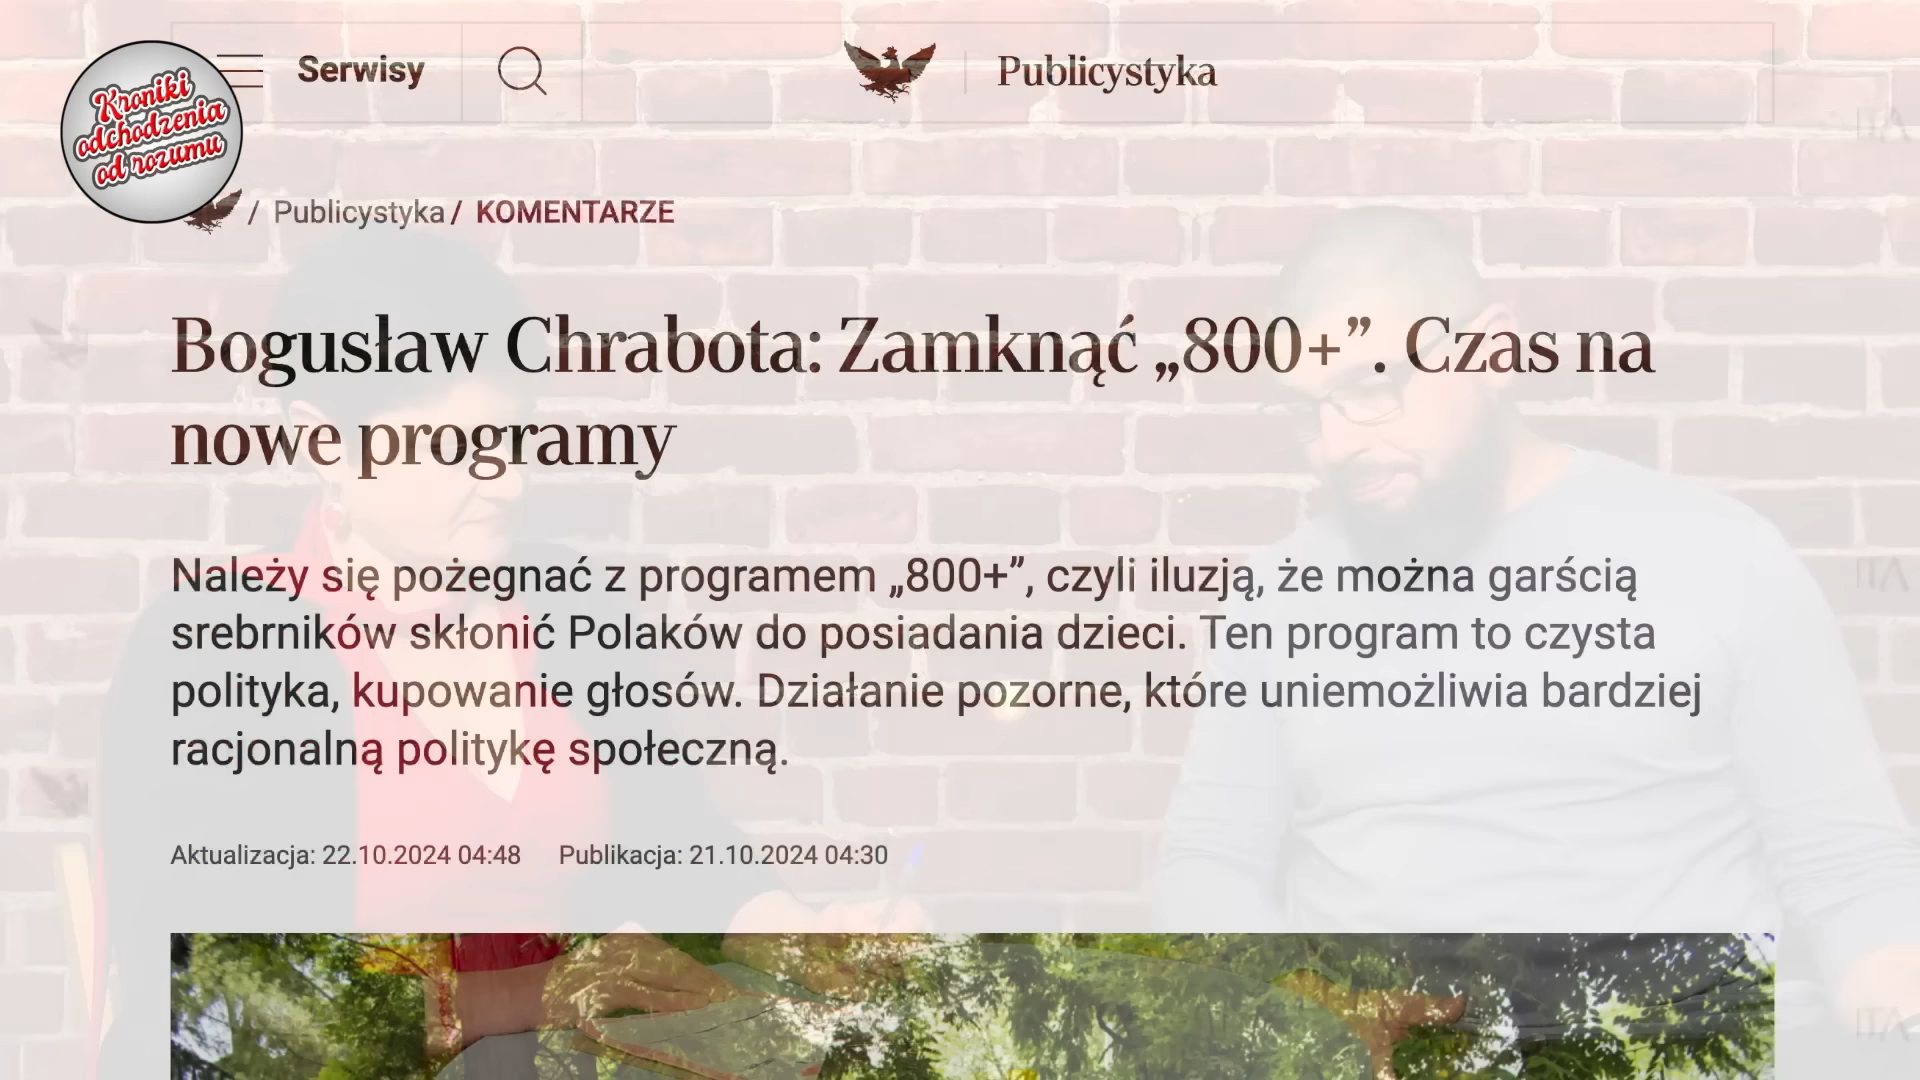 Kroniki
odchodzenia
od rozumu
Serwisy
Publicystyka
/ Publicystyka / KOMENTARZE
Bogusław Chrabota: Zamknąć „800+”. Czas na
nowe programy
Należy się pożegnać z programem „800+”, czyli iluzją, że można garścią
srebrników skłonić Polaków do posiadania dzieci. Ten program to czysta
polityka, kupowanie głosów. Działanie pozorne, które uniemożliwia bardziej
racjonalną politykę społeczną.
Aktualizacja: 22.10.2024 04:48 Publikacja: 21.10.2024 04:30